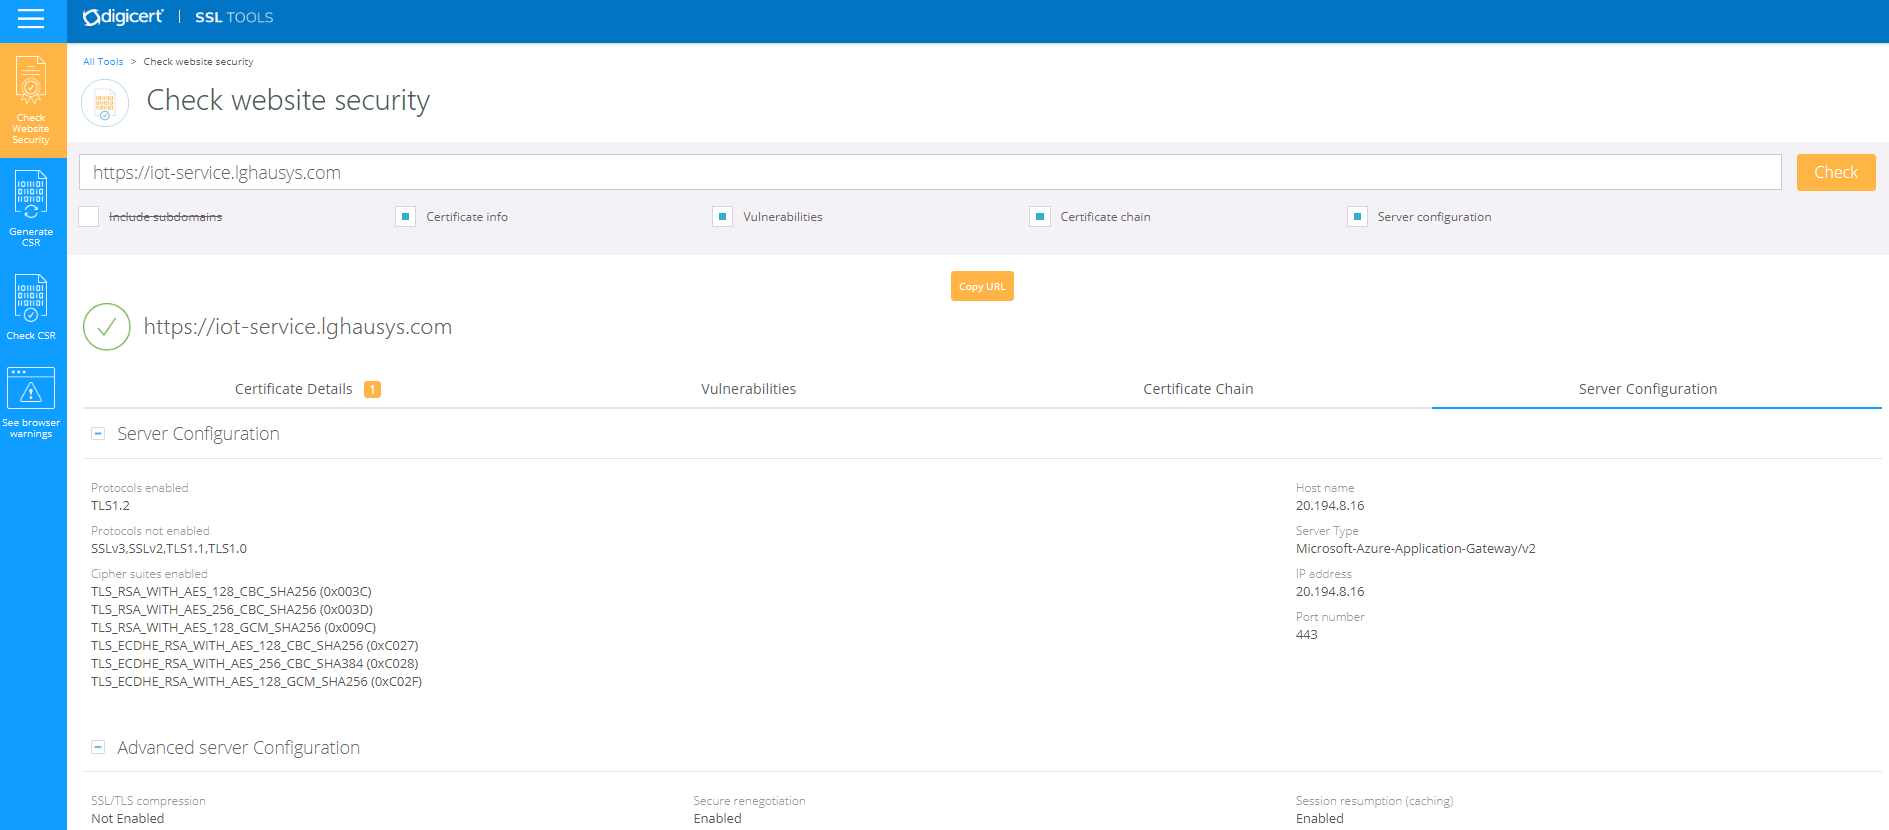 digicert | SSL TOOLS
Check
Website
Security
Generate
CSR
Check CSR
See browser
warnings
All Tools > Check website security
Check website security
https://iot-service.lghausys.com
Check
Include subdomains
Certificate info
Vulnerabilities
Certificate chain
Server configuration
Copy URL
https://iot-service.lghausys.com
Certificate Details 1
Vulnerabilities
Certificate Chain
Server Configuration
Server Configuration
Protocols enabled
TLS1.2
Protocols not enabled
SSLv3,SSLv2,TLS1.1,TLS1.0
Cipher suites enabled
TLS_RSA_WITH_AES_128_CBC_SHA256 (0x003C)
TLS_RSA_WITH_AES_256_CBC_SHA256 (0x003D)
TLS_RSA_WITH_AES_128_GCM_SHA256 (0x009C)
TLS_ECDHE_RSA_WITH_AES_128_CBC_SHA256 (0xC027)
TLS_ECDHE_RSA_WITH_AES_256_CBC_SHA384 (0xC028)
TLS_ECDHE_RSA_WITH_AES_128_GCM_SHA256 (0xC02F)
Host name
20.194.8.16
Server Type
Microsoft-Azure-Application-Gateway/v2
IP address
20.194.8.16
Port number
443
Advanced server Configuration
SSL/TLS compression
Not Enabled
Secure renegotiation
Enabled
Session resumption (caching)
Enabled